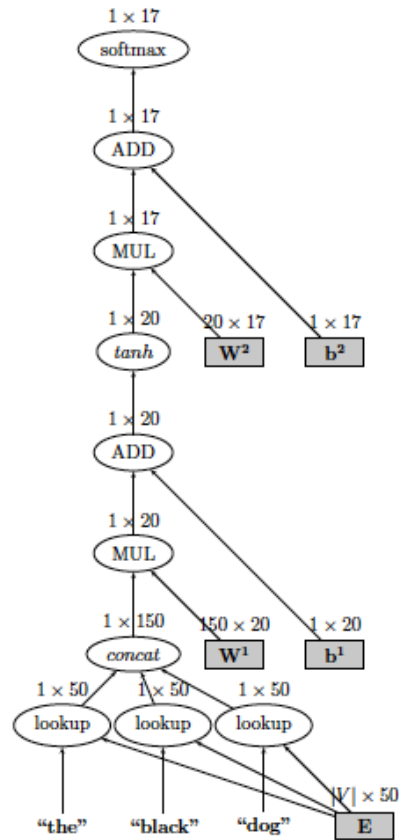 1 × 17
softmax
1 × 17
ADD
1 × 17
MUL
1 × 20
20 × 17
1 × 17
tanh
W²
b²
1 × 20
ADD
1 × 20
MUL
1 × 150
150 × 20
1 × 20
concat
W¹
b¹
1 × 50
1 × 50
1 × 50
lookup
lookup
lookup
|V| × 50
“the”
“black”
“dog”
E